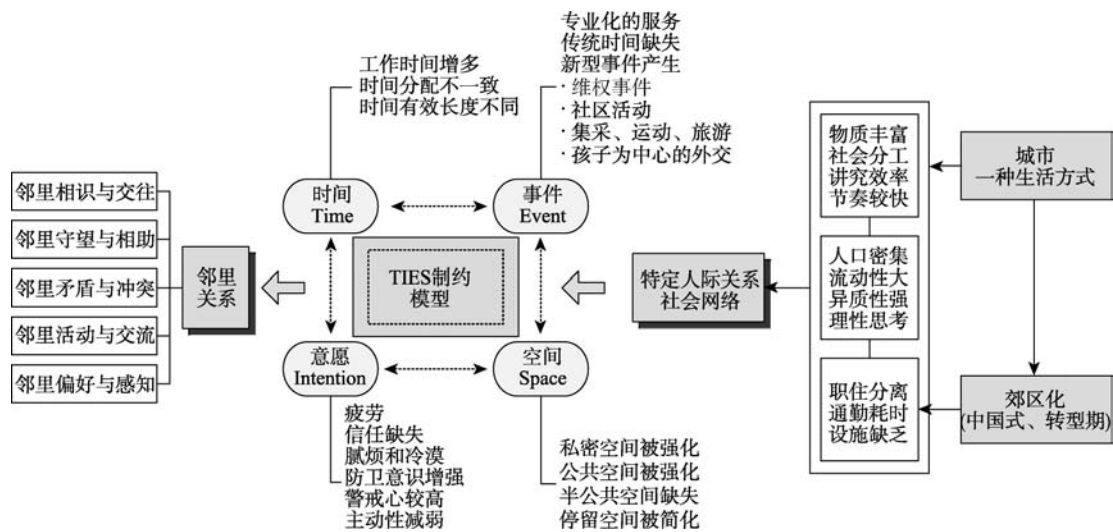 工作时间增多
时间分配不一致
时间有效长度不同
专业化的服务
传统时间缺失
新型事件产生
·维权事件
·社区活动
·集采、运动、旅游
·孩子为中心的外交
邻里相识与交往
邻里守望与相助
邻里矛盾与冲突
邻里活动与交流
邻里偏好与感知
邻里
关系
时间
Time
事件
Event
TIES制约
模型
意愿
Intention
空间
Space
疲劳
信任缺失
腻烦和冷漠
防卫意识增强
警戒心较高
主动性减弱
私密空间被强化
公共空间被强化
半公共空间缺失
停留空间被简化
特定人际关系
社会网络
物质丰富
社会分工
讲究效率
节奏较快
人口密集
流动性大
异质性强
理性思考
职住分离
通勤耗时
设施缺乏
城市
一种生活方式
郊区化
(中国式、转型期)